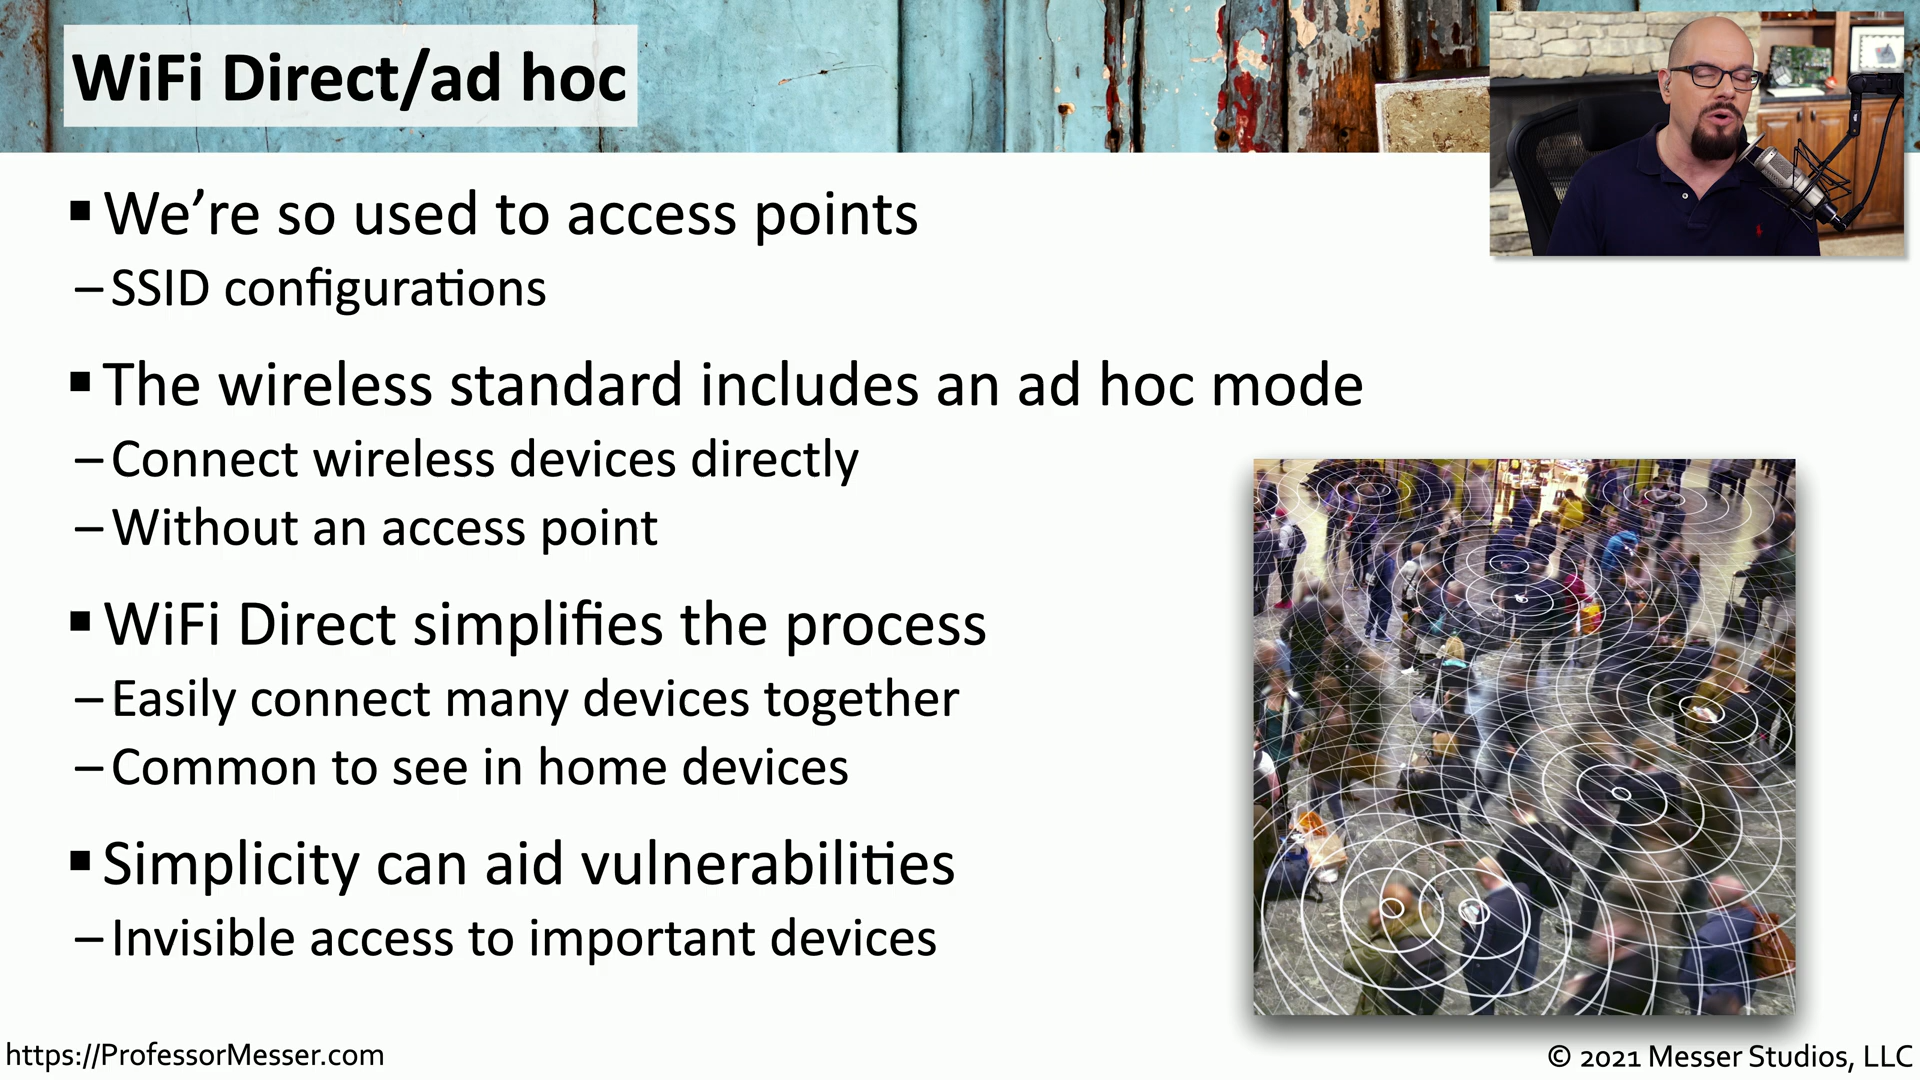 WiFi Direct/ad hoc
▪ We’re so used to access points
– SSID configurations
▪ The wireless standard includes an ad hoc mode
– Connect wireless devices directly
– Without an access point
▪ WiFi Direct simplifies the process
– Easily connect many devices together
– Common to see in home devices
▪ Simplicity can aid vulnerabilities
– Invisible access to important devices
https://ProfessorMesser.com
© 2021 Messer Studios, LLC